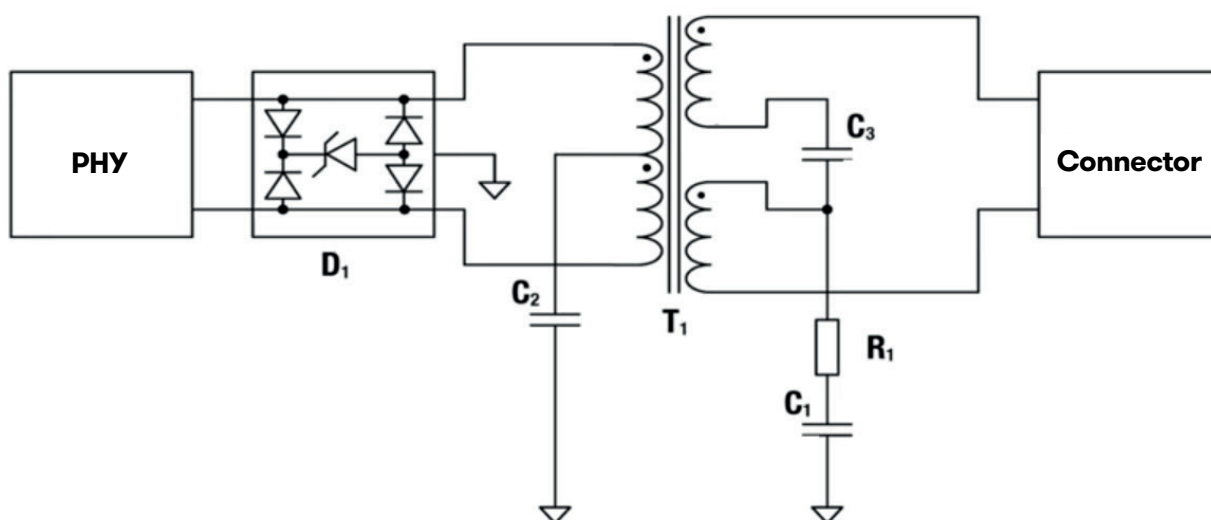 PHY
D₁
C₂
T₁
C₃
R₁
C₁
Connector